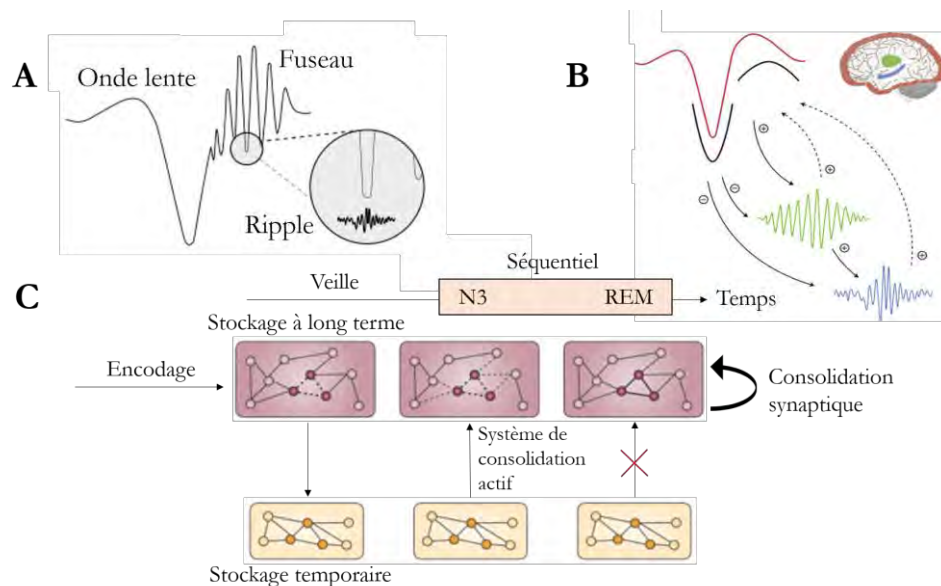 A
Onde lente
Fuseau
Ripple
B
⊕
⊕
⊖
⊖
⊕
⊕
C
Séquentiel
Veille
N3
REM
Temps
Stockage à long terme
Encodage
Consolidation
synaptique
Système de
consolidation
actif
Stockage temporaire